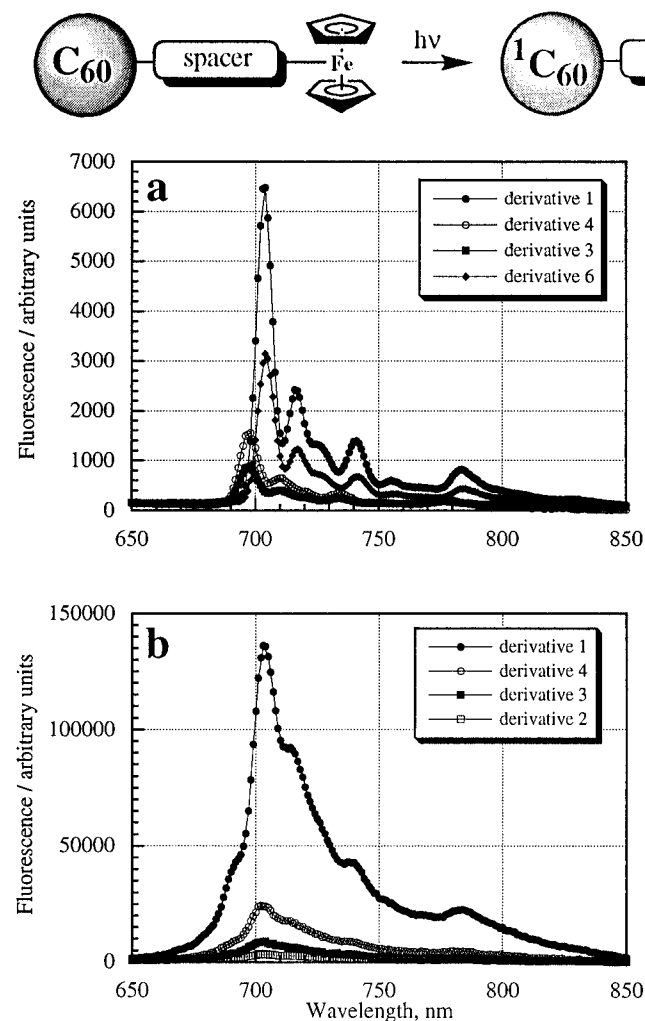 C60 spacer Fe hν 1C60
a
7000
6000
5000
4000
3000
2000
1000
0
Fluorescence / arbitrary units
derivative 1
derivative 4
derivative 3
derivative 6
650 700 750 800 850
b
150000
100000
50000
0
Fluorescence / arbitrary units
derivative 1
derivative 4
derivative 3
derivative 2
650 700 750 800 850
Wavelength, nm